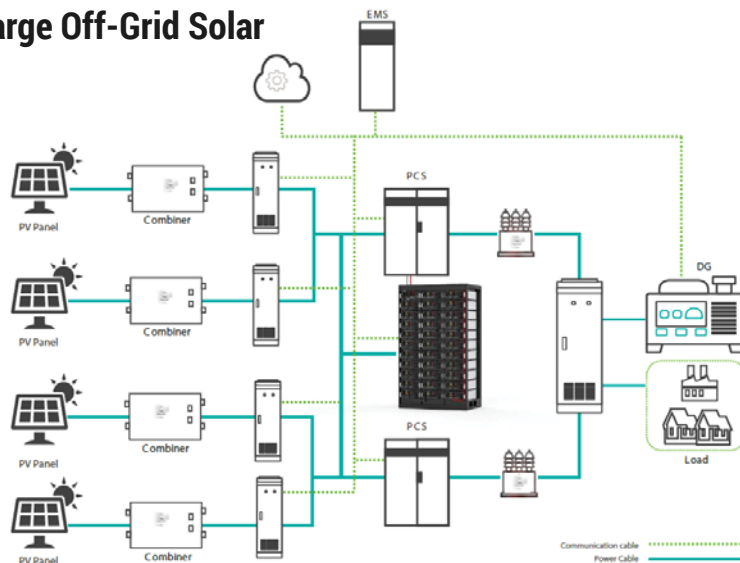 arge Off-Grid Solar
EMS
PV Panel
Combiner
PCS
PV Panel
Combiner
DG
PV Panel
Combiner
PCS
Load
PV Panel
Combiner
Communication cable
Power Cable